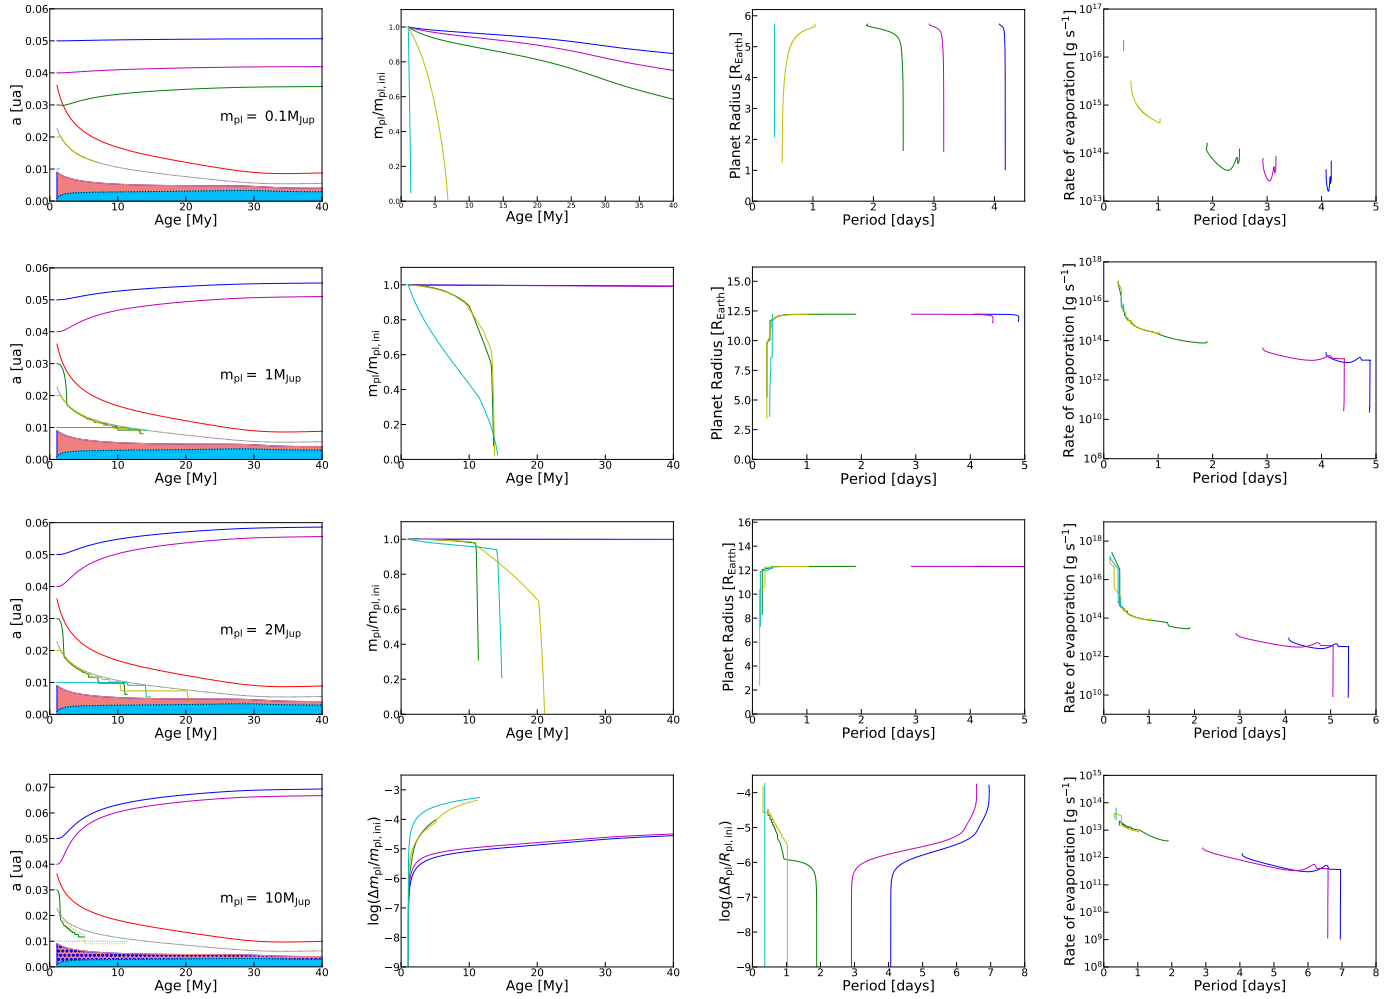 0.06
0.05
0.04
0.03
0.02
0.01
0.00
a [ua]
m_pl = 0.1M_Jup
0 10 20 30 40
Age [My]
1.0
0.8
0.6
0.4
0.2
0.0
m_pl/m_pl, ini
0 5 10 15 20 25 30 35 40
Age [My]
6
5
4
3
2
1
0
Planet Radius [R_Earth]
0 1 2 3 4
Period [days]
10^17
10^16
10^15
10^14
10^13
Rate of evaporation [g s^−1]
0 1 2 3 4 5
Period [days]
0.06
0.05
0.04
0.03
0.02
0.01
0.00
a [ua]
m_pl = 1M_Jup
0 10 20 30 40
Age [My]
1.0
0.8
0.6
0.4
0.2
0.0
m_pl/m_pl, ini
0 10 20 30 40
Age [My]
15.0
12.5
10.0
7.5
5.0
2.5
0.0
Planet Radius [R_Earth]
0 1 2 3 4 5
Period [days]
10^18
10^16
10^14
10^12
10^10
10^8
Rate of evaporation [g s^−1]
0 1 2 3 4 5
Period [days]
0.06
0.05
0.04
0.03
0.02
0.01
0.00
a [ua]
m_pl = 2M_Jup
0 10 20 30 40
Age [My]
1.0
0.8
0.6
0.4
0.2
0.0
m_pl/m_pl, ini
0 10 20 30 40
Age [My]
16
14
12
10
8
6
4
2
0
Planet Radius [R_Earth]
0 1 2 3 4 5
Period [days]
10^18
10^16
10^14
10^12
10^10
Rate of evaporation [g s^−1]
0 1 2 3 4 5 6
Period [days]
0.07
0.06
0.05
0.04
0.03
0.02
0.01
0.00
a [ua]
m_pl = 10M_Jup
0 10 20 30 40
Age [My]
−3
−4
−5
−6
−7
−8
−9
log(Δm_pl/m_pl, ini)
0 10 20 30 40
Age [My]
−4
−5
−6
−7
−8
−9
log(ΔR_pl/R_pl, ini)
0 1 2 3 4 5 6 7 8
Period [days]
10^15
10^14
10^13
10^12
10^11
10^10
10^9
10^8
Rate of evaporation [g s^−1]
0 1 2 3 4 5 6 7 8
Period [days]